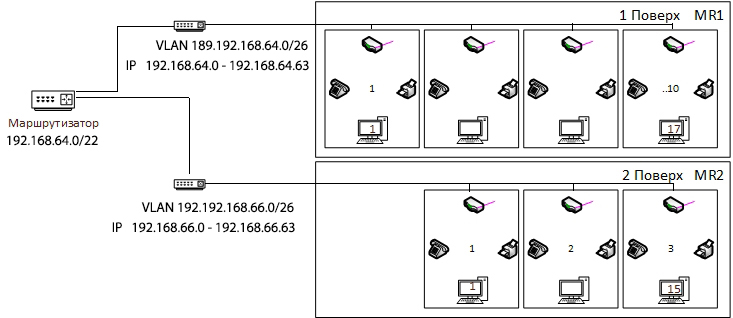 1 Поверх MR1
VLAN 189.192.168.64.0/26
IP 192.168.64.0 - 192.168.64.63
1
..10
1
17
Маршрутизатор
192.168.64.0/22
2 Поверх MR2
VLAN 192.192.168.66.0/26
IP 192.168.66.0 - 192.168.66.63
1
2
3
1
15